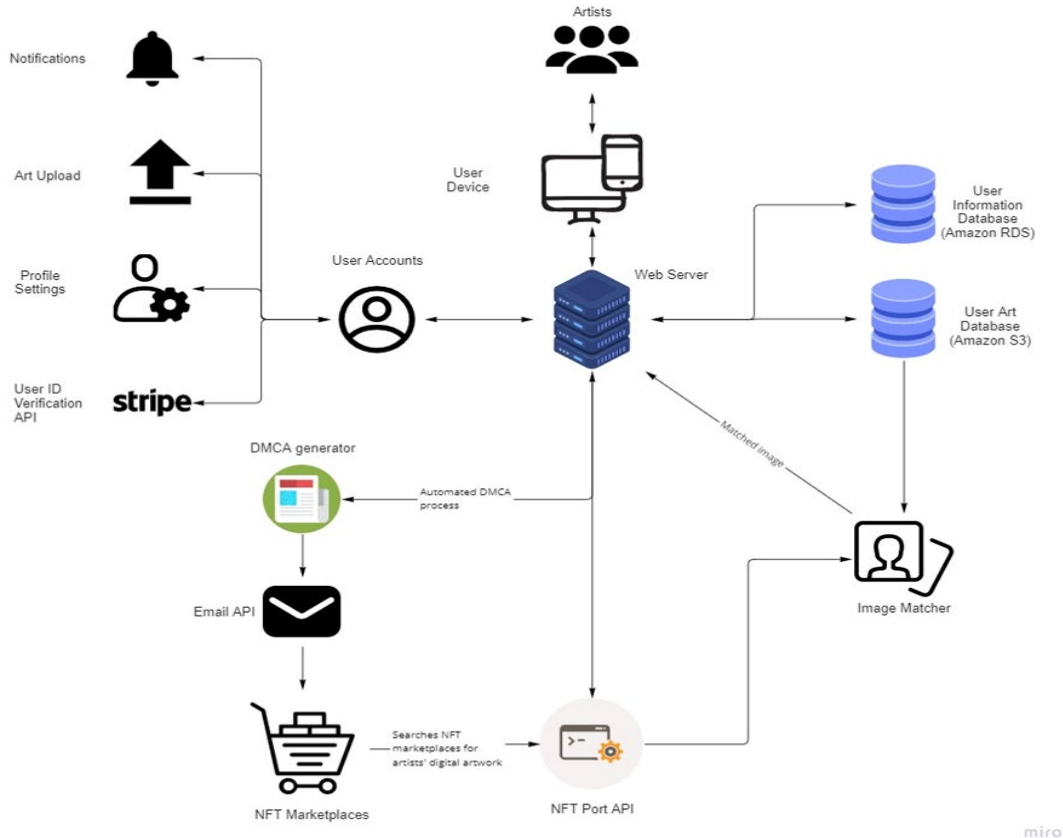 Artists
Notifications
User
Device
Art Upload
User
Information
Database
(Amazon RDS)
User Accounts
Web Server
Profile
Settings
User Art
Database
(Amazon S3)
User ID
Verification
API
stripe
DMCA generator
Matched image
Automated DMCA
process
Email API
Image Matcher
Searches NFT
marketplaces for
artists' digital artwork
NFT Marketplaces
NFT Port API
miro